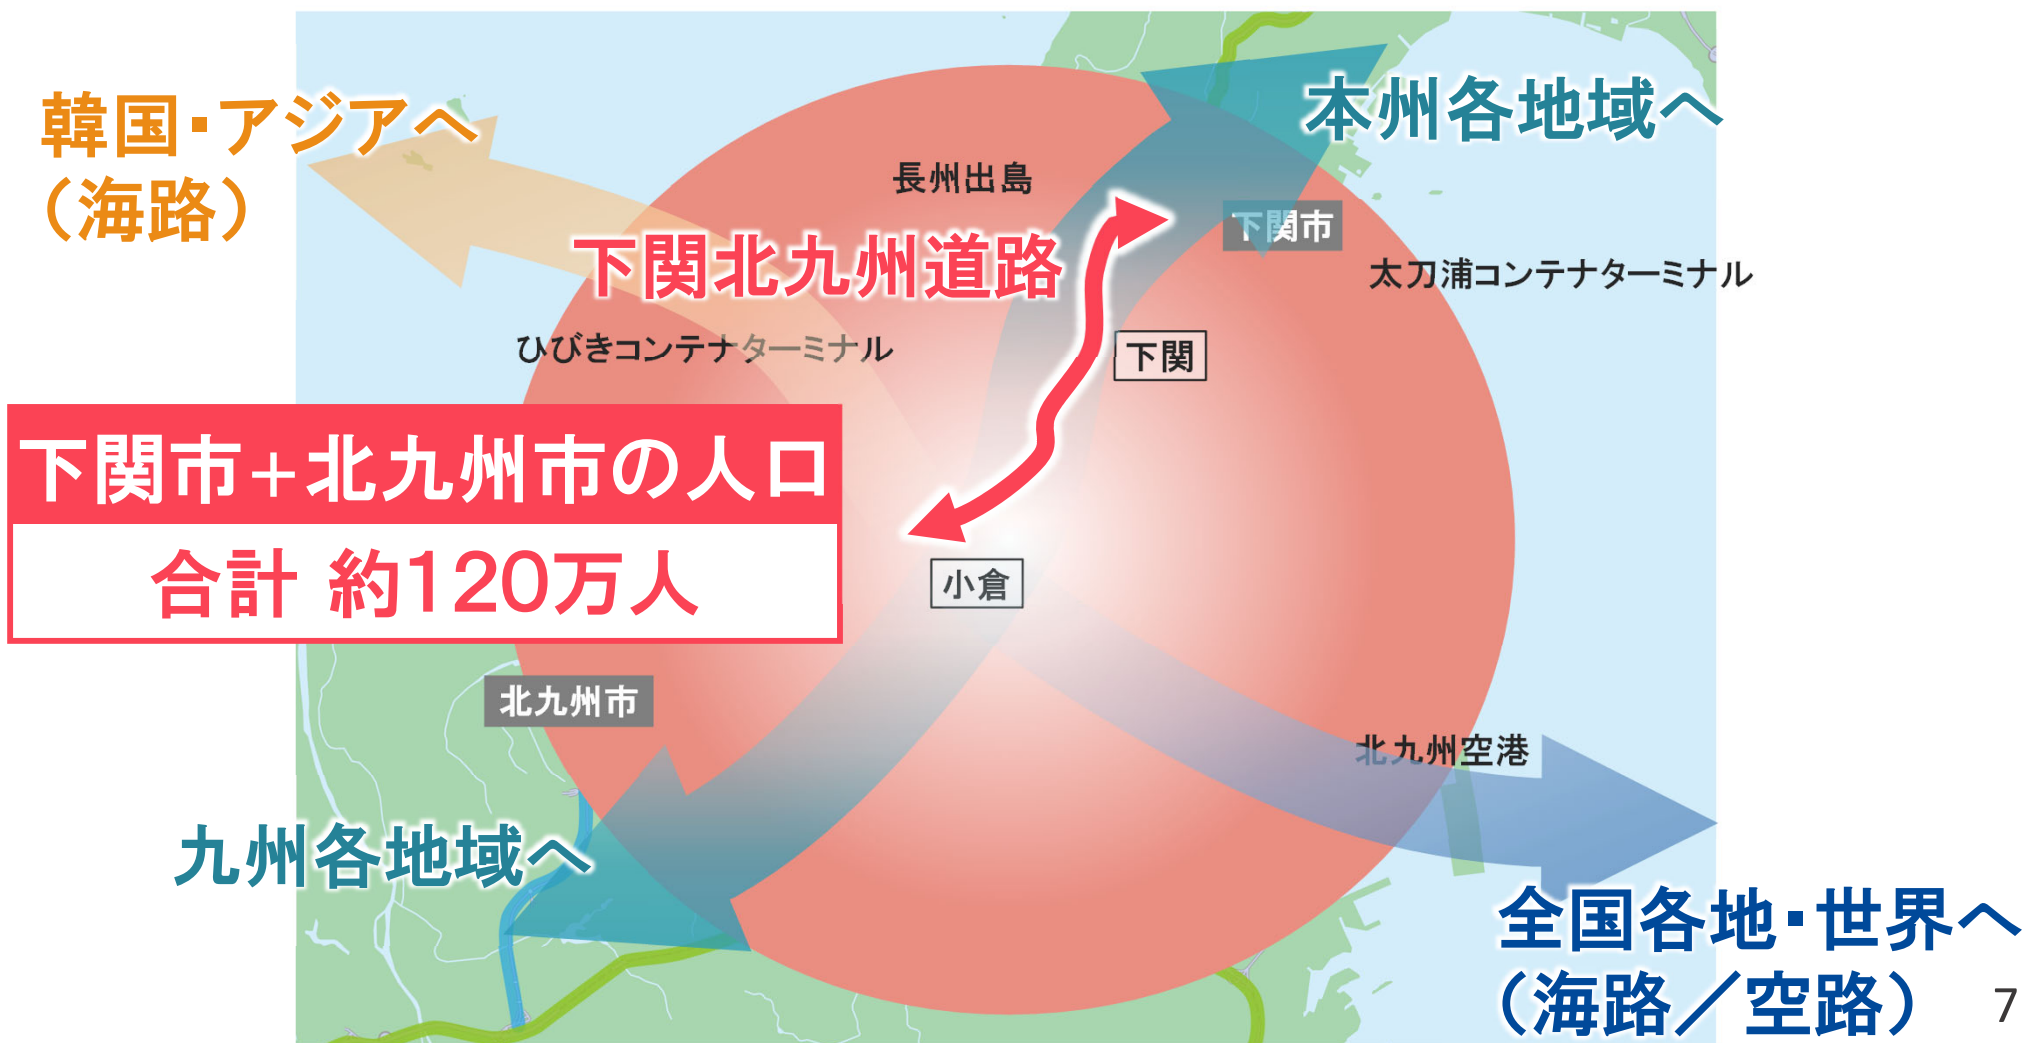 韓国・アジアへ
（海路）
本州各地域へ
長州出島
下関市
下関北九州道路
太刀浦コンテナターミナル
ひびきコンテナターミナル
下関
下関市+北九州市の人口
合計 約120万人
小倉
北九州市
北九州空港
九州各地域へ
全国各地・世界へ
（海路／空路）
7